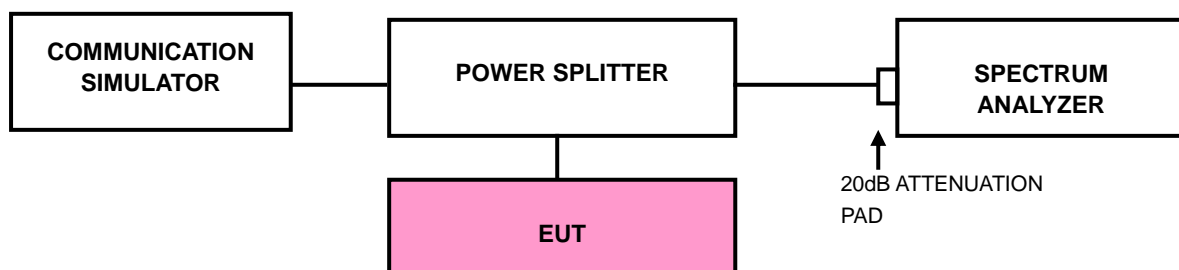 COMMUNICATION
SIMULATOR
POWER SPLITTER
SPECTRUM
ANALYZER
20dB ATTENUATION
PAD
EUT